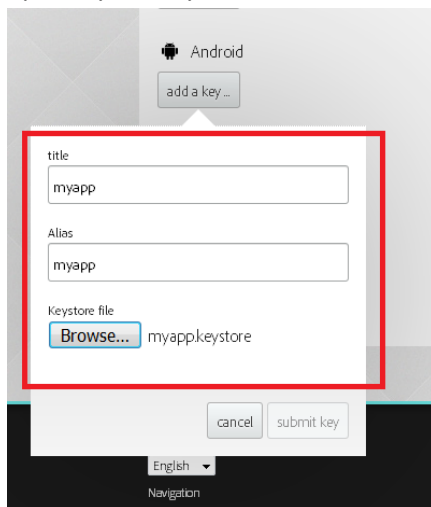 Android
add a key ...
title
myapp
Alias
myapp
Keystore file
Browse... myapp.keystore
cancel submit key
English
Navigation